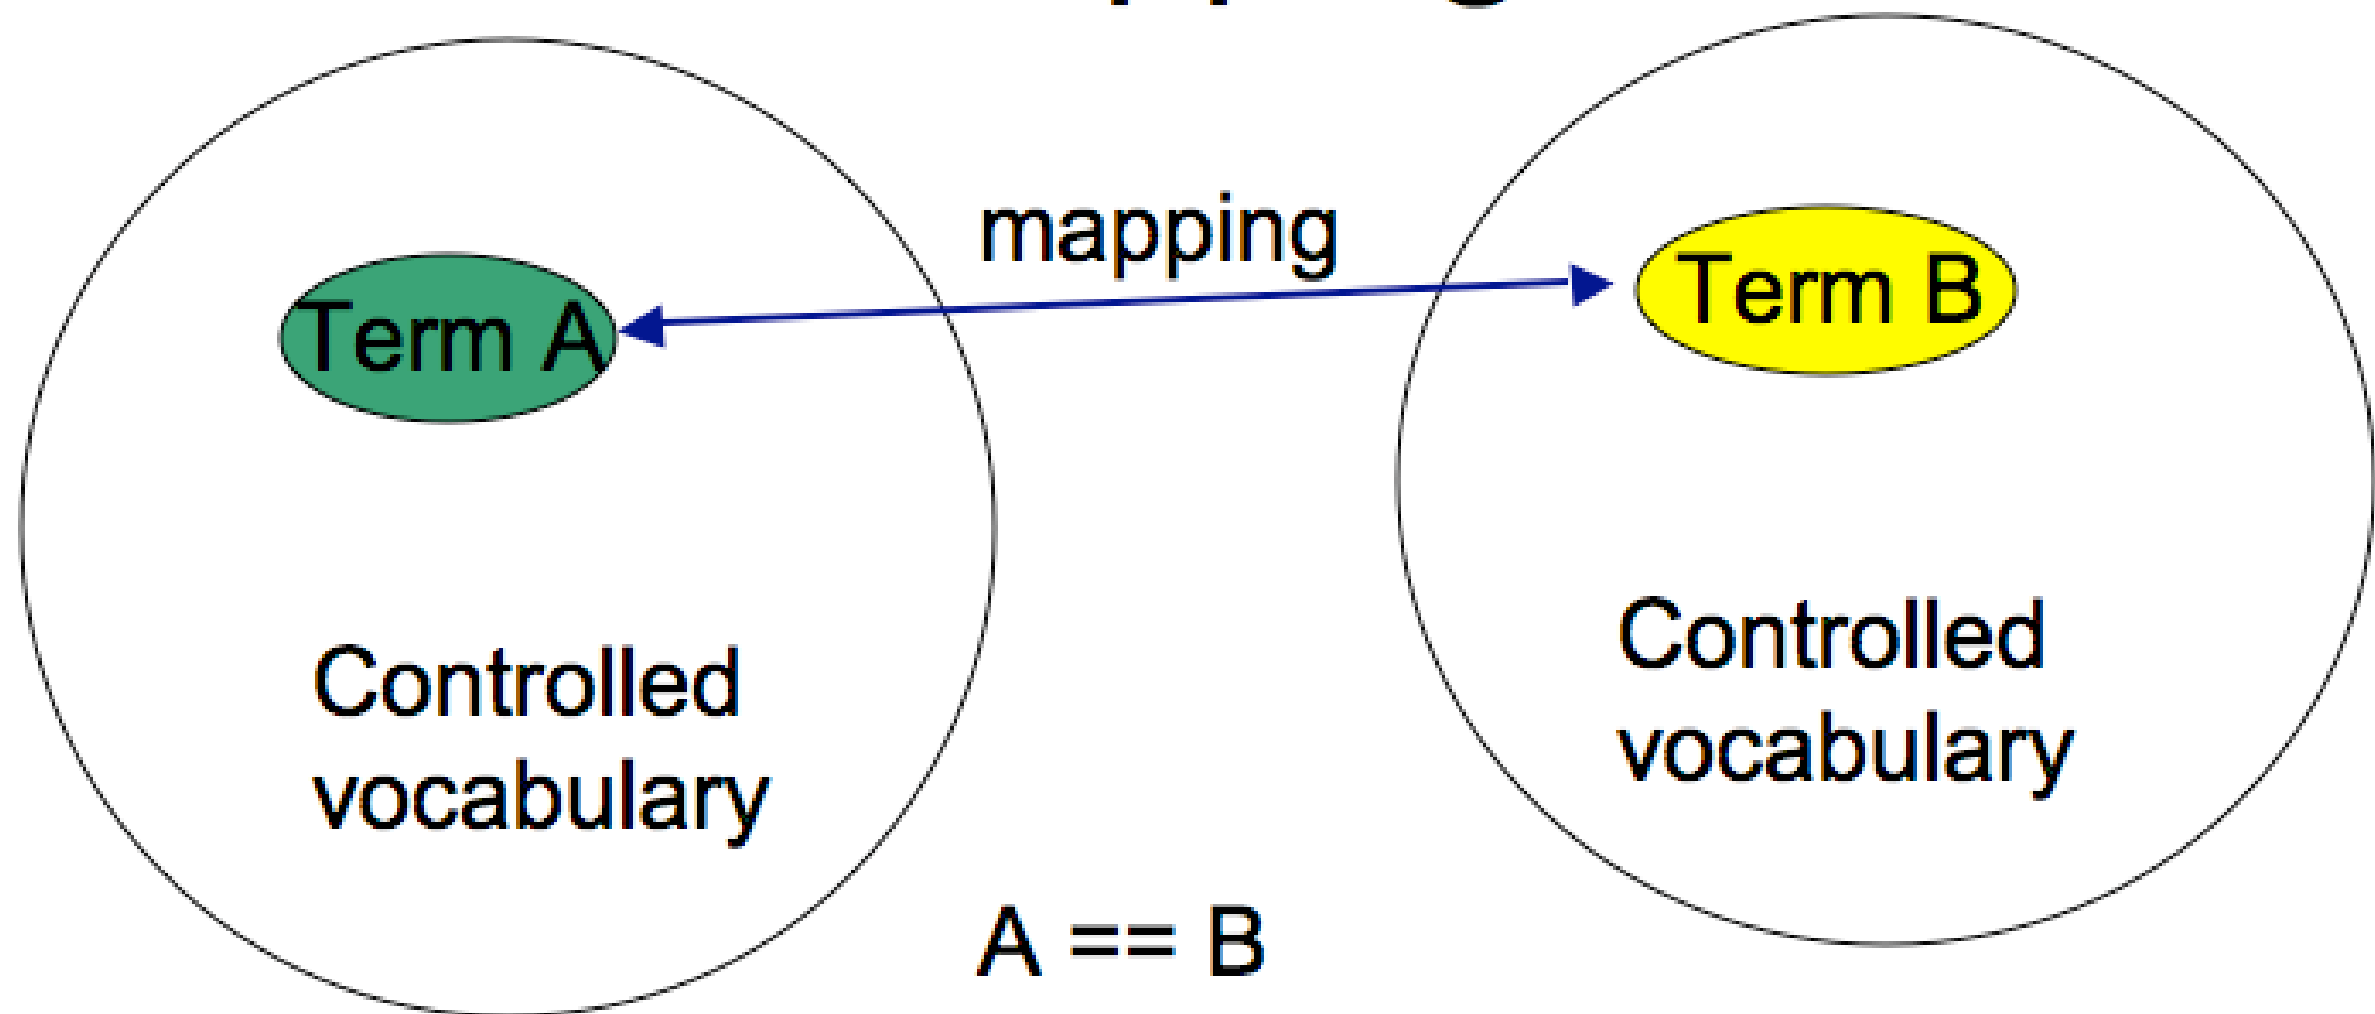 mapping
Term A
Term B
Controlled
vocabulary
Controlled
vocabulary
A == B